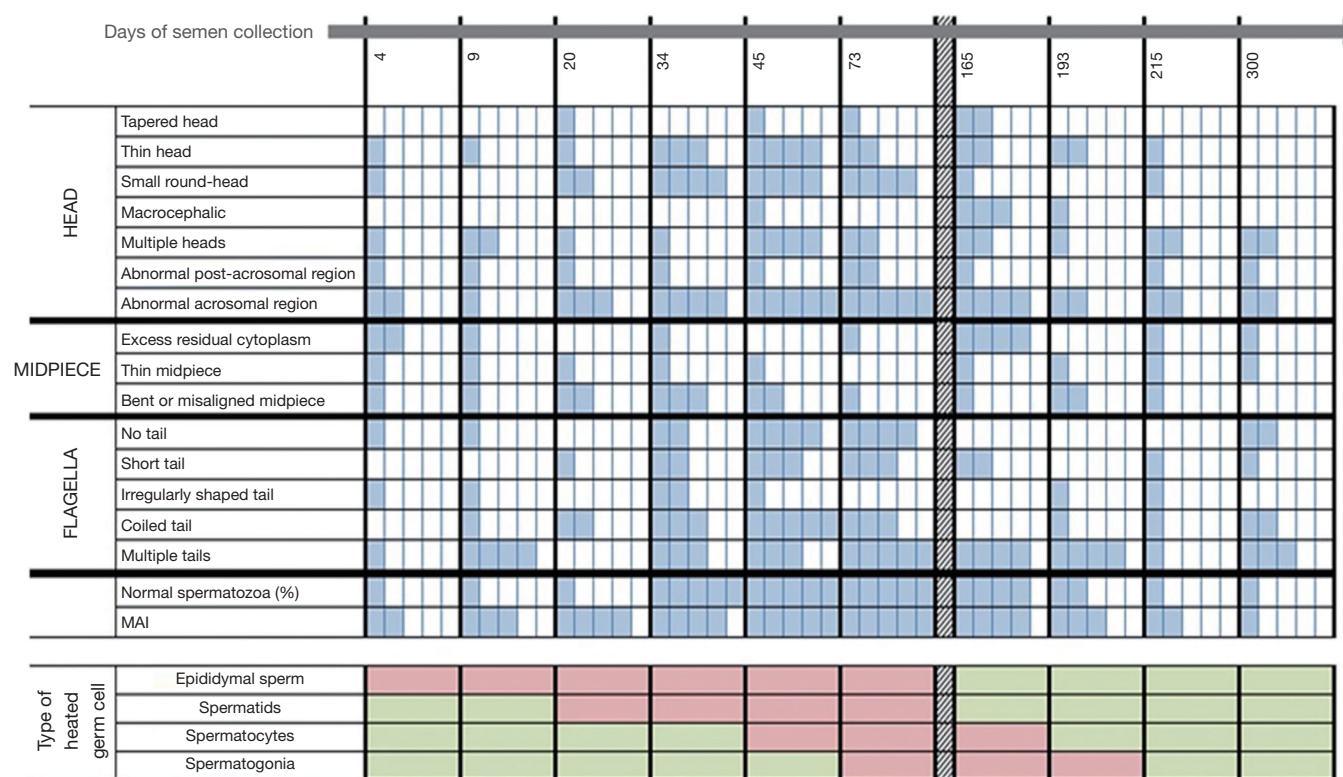 Days of semen collection
4 9 20 34 45 73 165 193 215 300
HEAD
Tapered head
Thin head
Small round-head
Macrocephalic
Multiple heads
Abnormal post-acrosomal region
Abnormal acrosomal region
MIDPIECE
Excess residual cytoplasm
Thin midpiece
Bent or misaligned midpiece
FLAGELLA
No tail
Short tail
Irregularly shaped tail
Coiled tail
Multiple tails
Normal spermatozoa (%)
MAI
Type of
heated
germ cell
Epididymal sperm
Spermatids
Spermatocytes
Spermatogonia